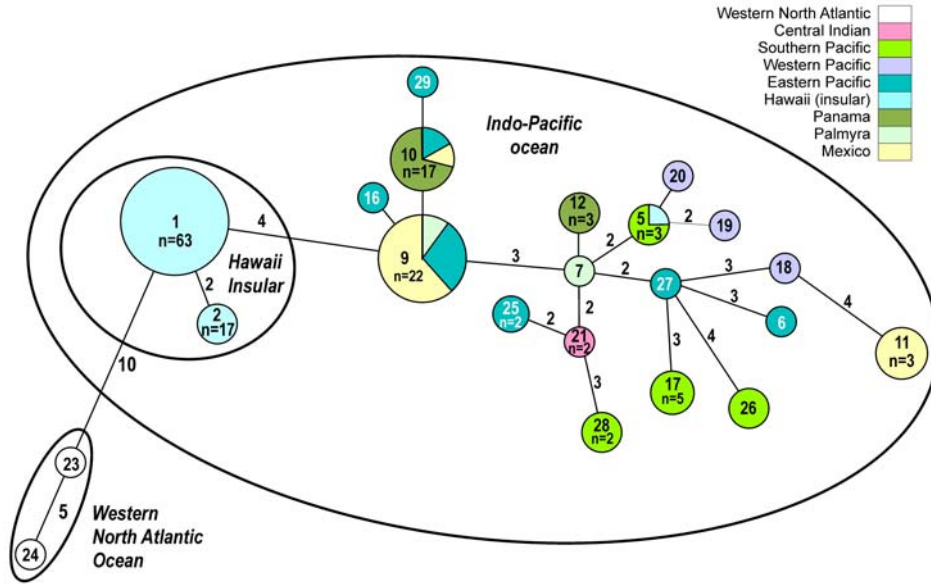 Western North Atlantic
Central Indian
Southern Pacific
Western Pacific
Eastern Pacific
Hawaii (insular)
Panama
Palmyra
Mexico
29
Indo-Pacific
ocean
10
n=17
16
1
n=63
4
Hawaii
Insular
2
2
n=17
9
n=22
3
12
n=3
7
2
5
n=3
20
2
19
2
27
3
18
3
6
4
11
n=3
25
n=2
2
2
21
n=2
3
28
n=2
3
17
n=5
4
26
10
23
5
24
Western
North Atlantic
Ocean